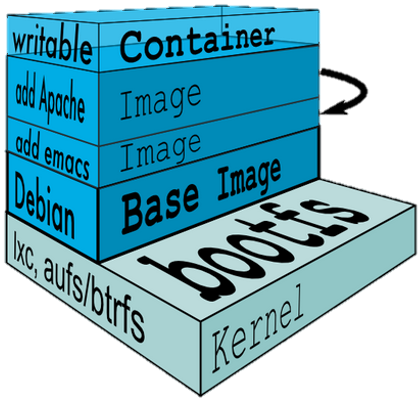 writable Container
add Apache Image
add emacs Image
Debian Base Image
bootfs
lxc, aufs/btrfs Kernel